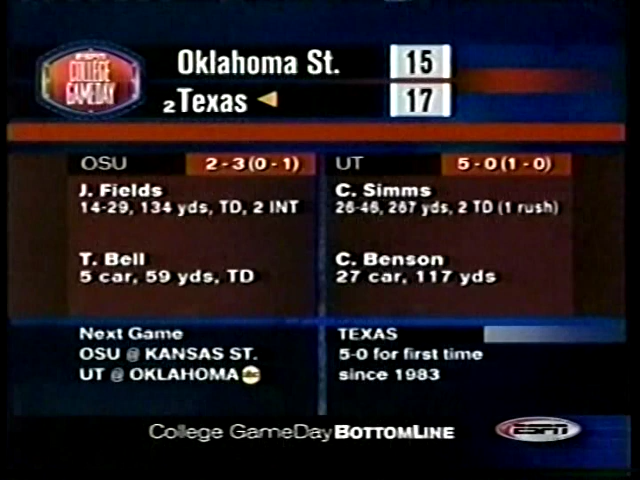 ESPN
COLLEGE
GAMEDAY
Oklahoma St. 15
2 Texas 17
OSU 2-3 (0-1) UT 5-0 (1-0)
J. Fields
14-29, 134 yds, TD, 2 INT
T. Bell
5 car, 59 yds, TD
C. Simms
26-46, 267 yds, 2 TD (1 rush)
C. Benson
27 car, 117 yds
Next Game
OSU @ KANSAS ST.
UT @ OKLAHOMA abc
TEXAS
5-0 for first time
since 1983
College GameDay BOTTOMLINE
ESPN